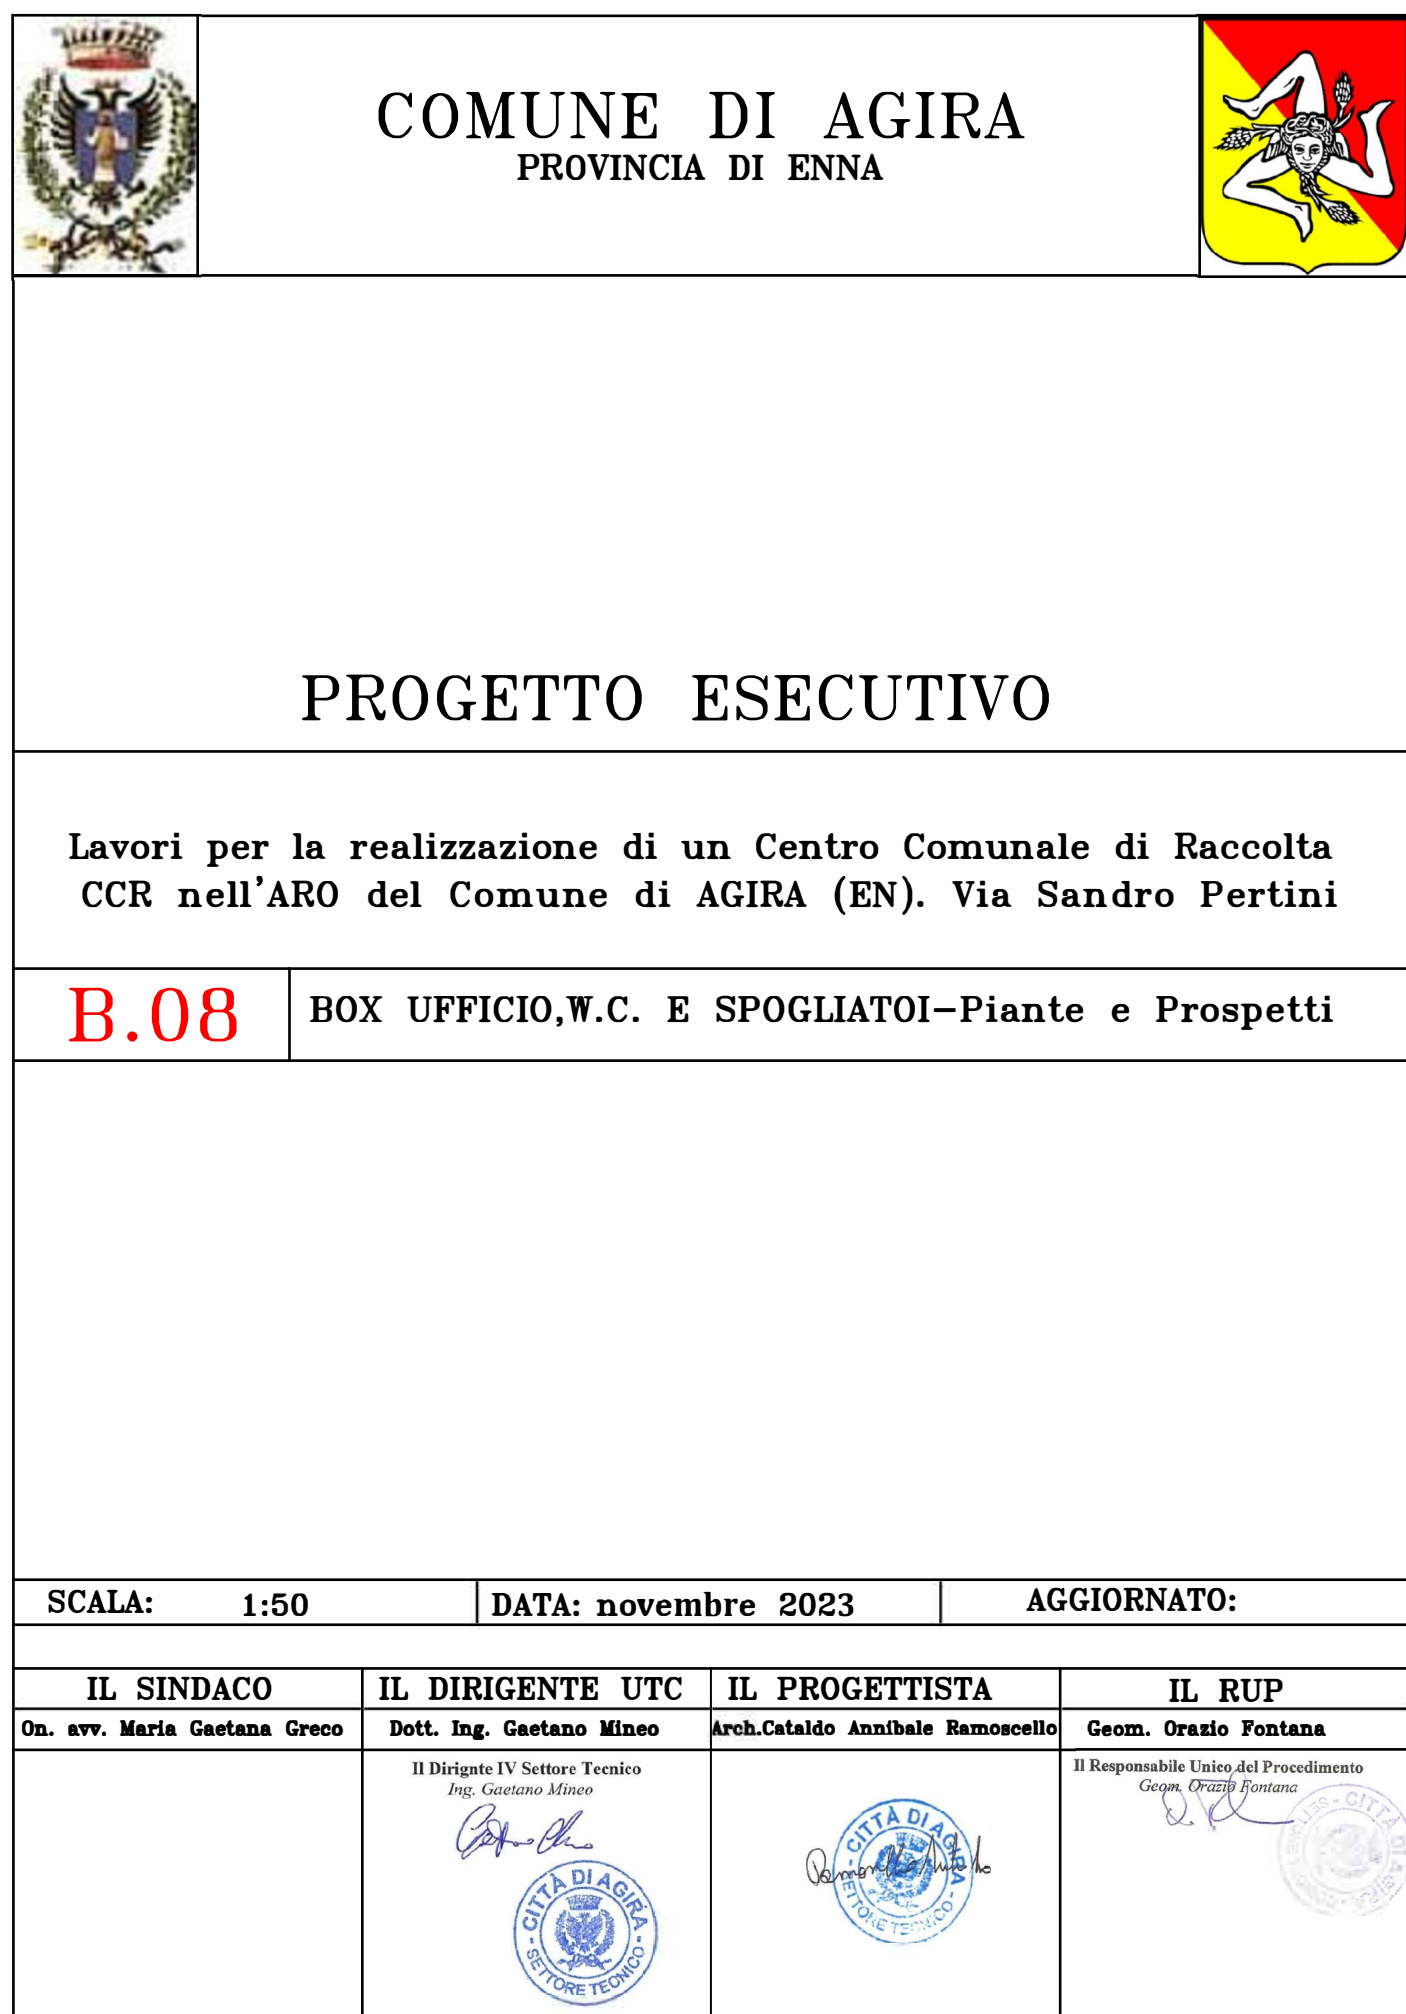 COMUNE DI AGIRA
PROVINCIA DI ENNA
PROGETTO ESECUTIVO
Lavori per la realizzazione di un Centro Comunale di Raccolta
CCR nell'ARO del Comune di AGIRA (EN). Via Sandro Pertini
B.08
BOX UFFICIO,W.C. E SPOGLIATOI-Piante e Prospetti
SCALA: 1:50
DATA: novembre 2023
AGGIORNATO:
IL SINDACO
IL DIRIGENTE UTC
IL PROGETTISTA
IL RUP
On. avv. Maria Gaetana Greco
Dott. Ing. Gaetano Mineo
Arch.Cataldo Annibale Ramoscello
Geom. Orazio Fontana
Il Dirignte IV Settore Tecnico
Ing. Gaetano Mineo
CITTÀ DI AGIRA
- SETTORE TECNICO -
CITTÀ DI AGIRA
- SETTORE TECNICO -
Il Responsabile Unico del Procedimento
Geom. Orazio Fontana